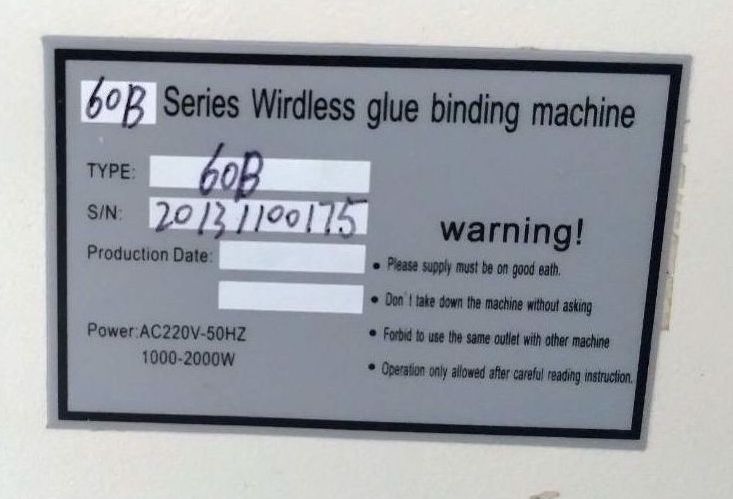 60B Series Wirdless glue binding machine
TYPE: 60B
S/N: 20131100175
Production Date:
Power:AC220V-50HZ
1000-2000W
warning!
• Please supply must be on good eath.
• Don't take down the machine without asking
• Forbid to use the same outlet with other machine
• Operation only allowed after careful reading instruction.